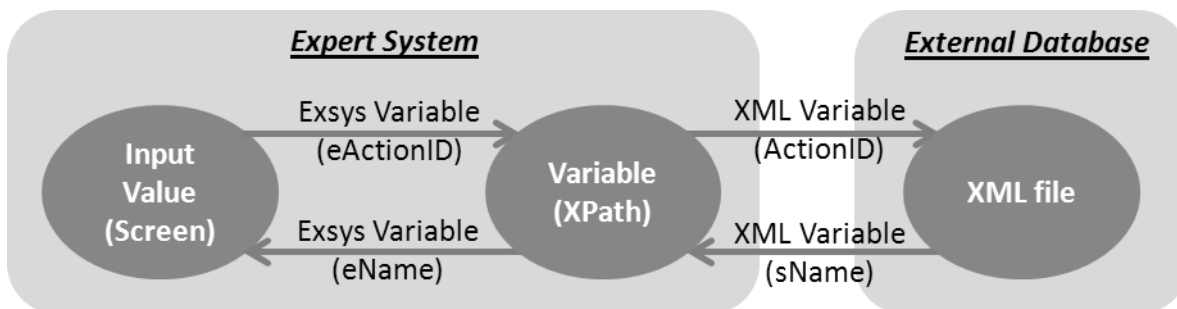 Expert System
External Database
Exsys Variable
(eActionID)
XML Variable
(ActionID)
Input
Value
(Screen)
Variable
(XPath)
XML file
Exsys Variable
(eName)
XML Variable
(sName)